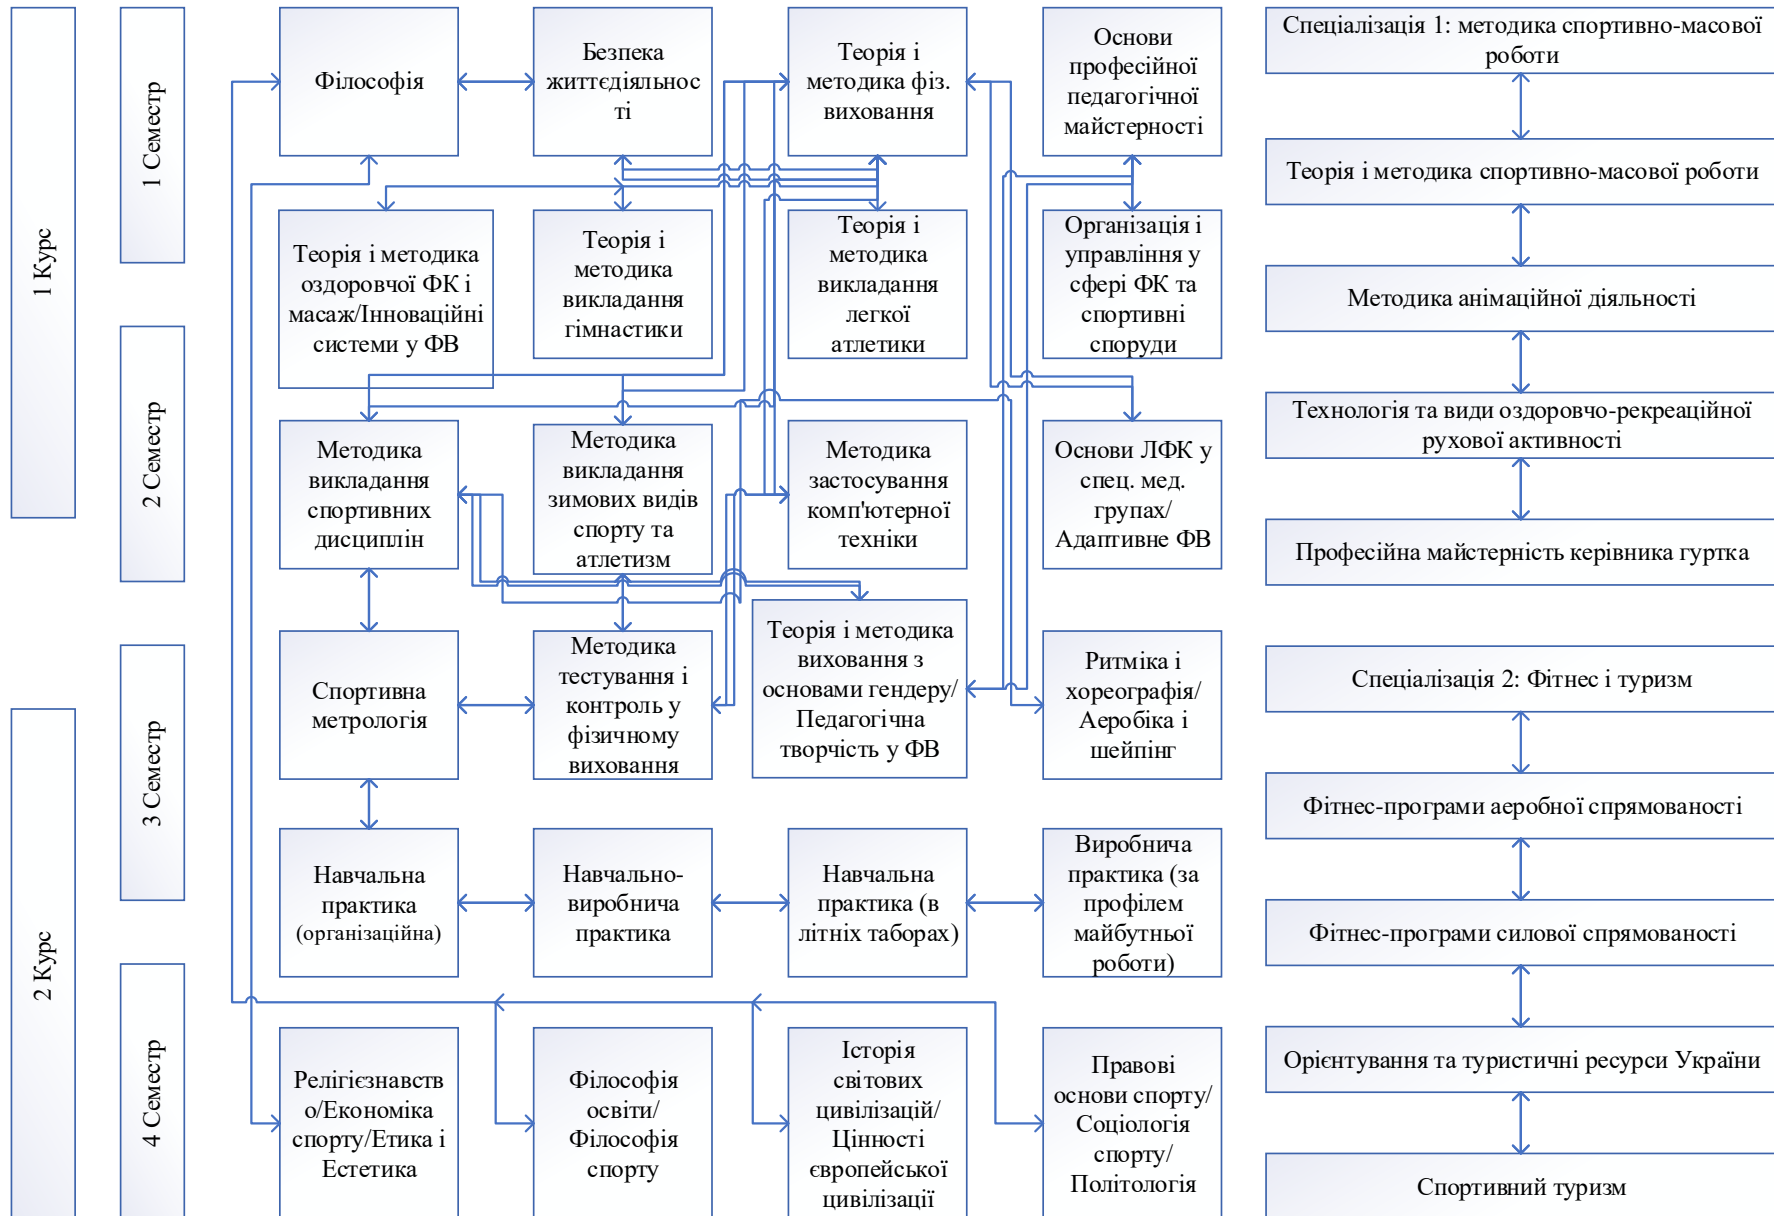 1 Курс
1 Семестр
2 Семестр
2 Курс
3 Семестр
4 Семестр
Філософія
Безпека
життєдіяльнос
ті
Теорія і
методика фіз.
виховання
Основи
професійної
педагогічної
майстерності
Теорія і методика
оздоровчої ФК і
масаж/Інноваційні
системи у ФВ
Теорія і
методика
викладання
гімнастики
Теорія і
методика
викладання
легкої
атлетики
Організація і
управління у
сфері ФК та
спортивні
споруди
Методика
викладання
спортивних
дисциплін
Методика
викладання
зимових видів
спорту та
атлетизм
Методика
застосування
комп'ютерної
техніки
Основи ЛФК у
спец. мед.
групах/
Адаптивне ФВ
Спортивна
метрологія
Методика
тестування і
контроль у
фізичному
виховання
Теорія і методика
виховання з
основами гендеру/
Педагогічна
творчість у ФВ
Ритміка і
хореографія/
Аеробіка і
шейпінг
Навчальна
практика
(організаційна)
Навчально-
виробнича
практика
Навчальна
практика (в
літніх таборах)
Виробнича
практика (за
профілем
майбутньої
роботи)
Релігієзнавств
о/Економіка
спорту/Етика і
Естетика
Філософія
освіти/
Філософія
спорту
Історія
світових
цивілізацій/
Цінності
європейської
цивілізації
Правові
основи спорту/
Соціологія
спорту/
Політологія
Спеціалізація 1: методика спортивно-масової
роботи
Теорія і методика спортивно-масової роботи
Методика анімаційної діяльності
Технологія та види оздоровчо-рекреаційної
рухової активності
Професійна майстерність керівника гуртка
Спеціалізація 2: Фітнес і туризм
Фітнес-програми аеробної спрямованості
Фітнес-програми силової спрямованості
Орієнтування та туристичні ресурси України
Спортивний туризм